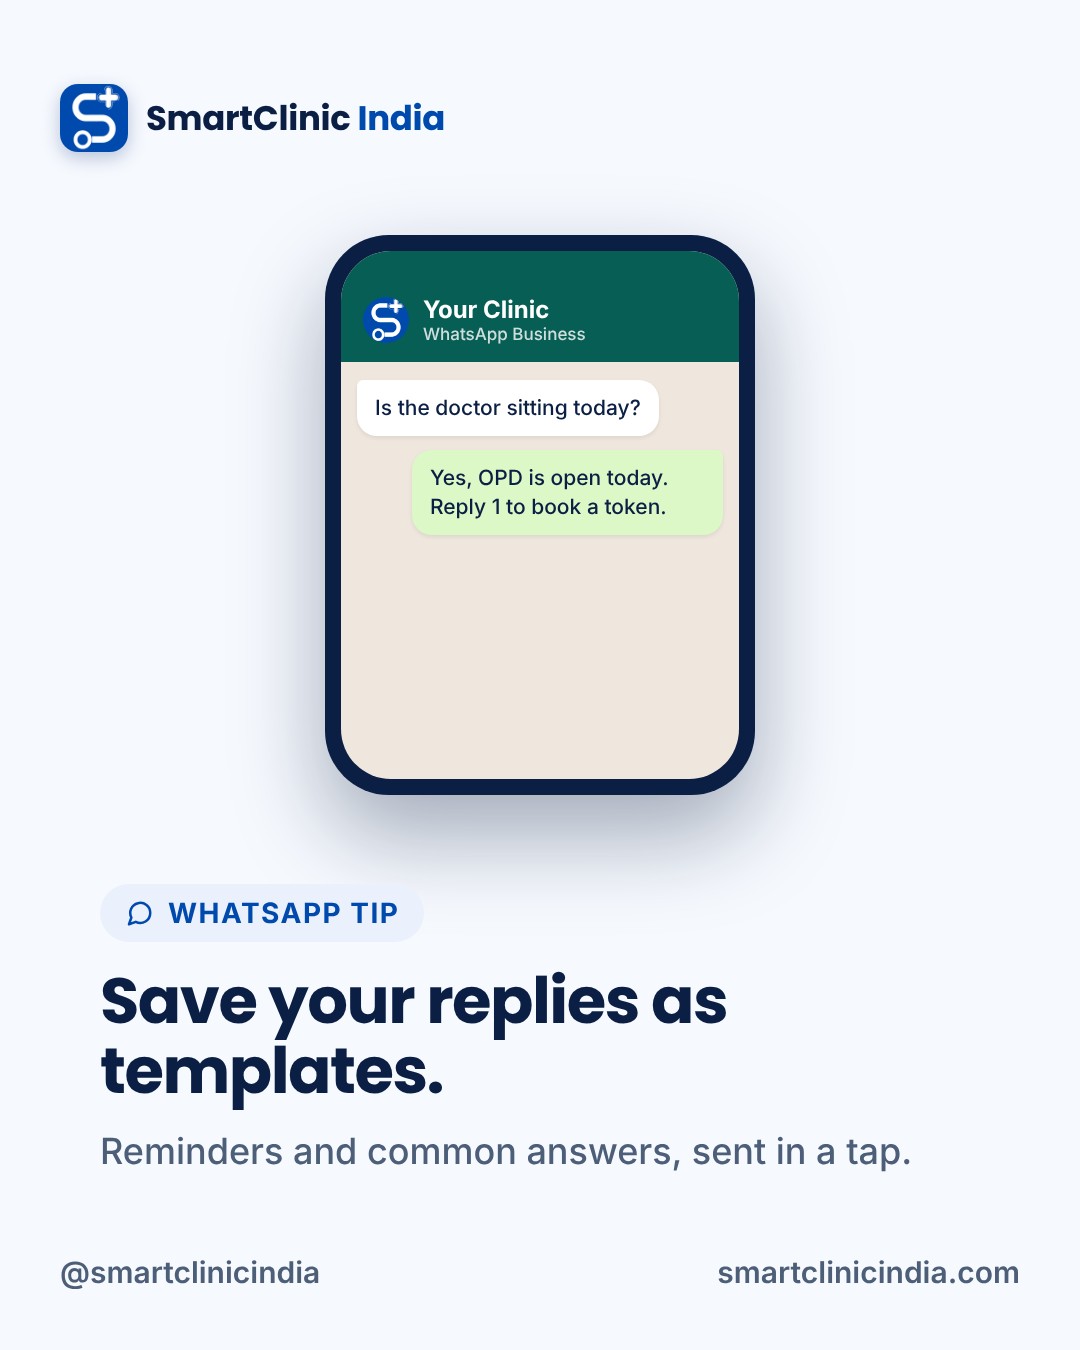 SmartClinic India
Your Clinic
WhatsApp Business
Is the doctor sitting today?
Yes, OPD is open today.
Reply 1 to book a token.
WHATSAPP TIP
Save your replies as
templates.
Reminders and common answers, sent in a tap.
@smartclinicindia
smartclinicindia.com